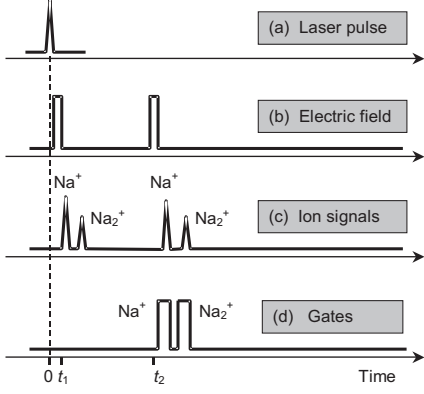 (a) Laser pulse
(b) Electric field
Na⁺ Na⁺
Na₂⁺ Na₂⁺ (c) Ion signals
Na⁺ Na₂⁺ (d) Gates
0 t₁ t₂ Time